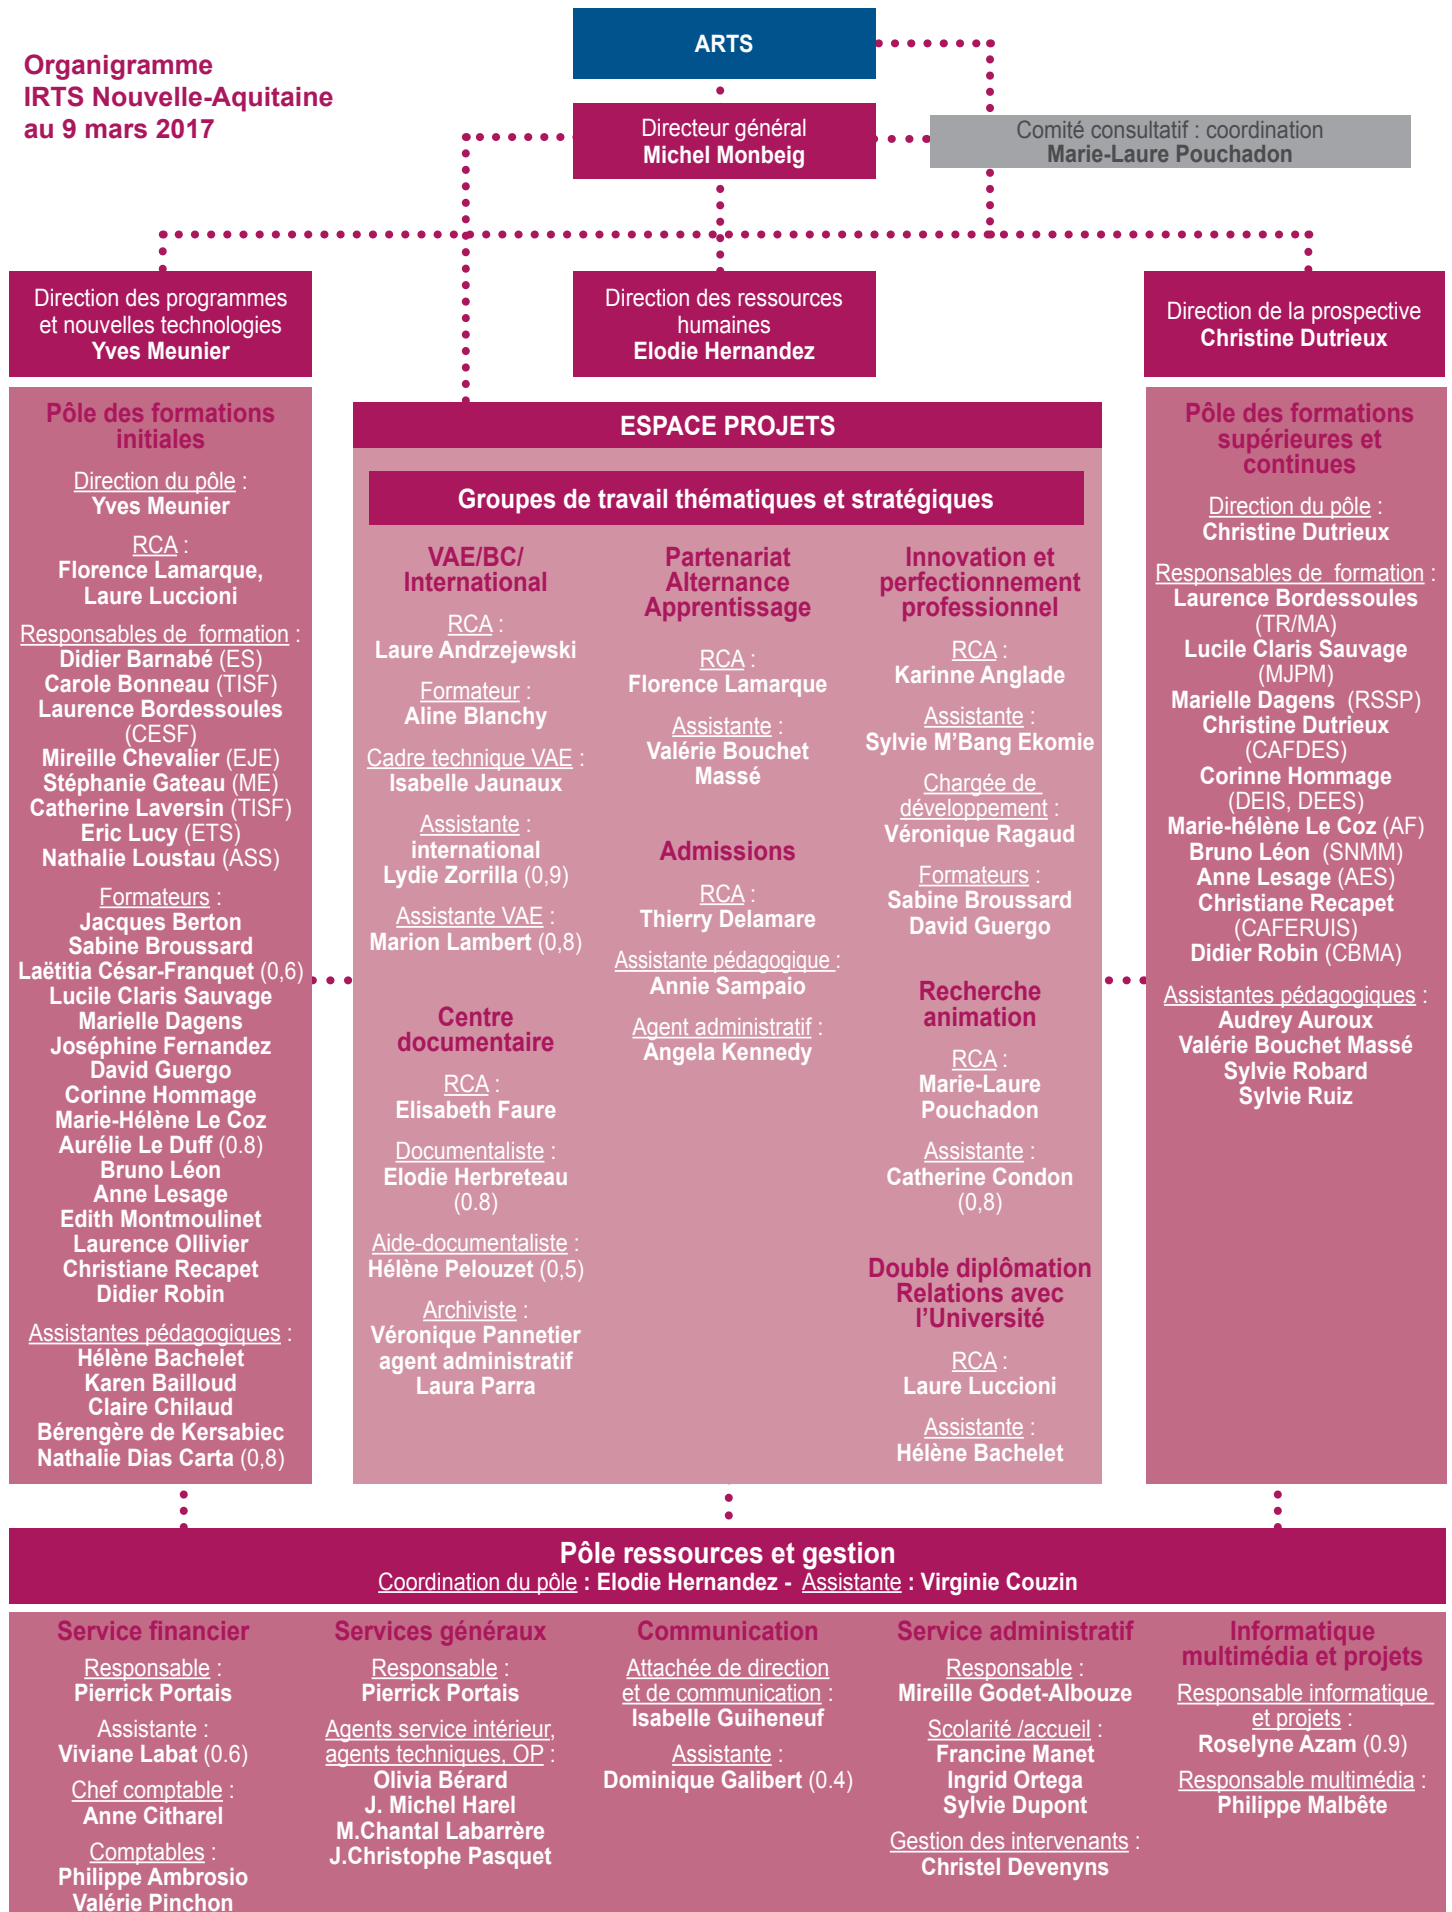 Organigramme
IRTS Nouvelle-Aquitaine
au 9 mars 2017
ARTS
Directeur général
Michel Monbeig
Comité consultatif : coordination
Marie-Laure Pouchadon
Direction des programmes
et nouvelles technologies
Yves Meunier
Direction des ressources
humaines
Elodie Hernandez
Direction de la prospective
Christine Dutrieux
Pôle des formations
initiales
Direction du pôle :
Yves Meunier
RCA :
Florence Lamarque,
Laure Luccioni
Responsables de  formation :
Didier Barnabé (ES)
Carole Bonneau (TISF)
Laurence Bordessoules
(CESF)
Mireille Chevalier (EJE)
Stéphanie Gateau (ME)
Catherine Laversin (TISF)
Eric Lucy (ETS)
Nathalie Loustau (ASS)
Formateurs :
Jacques Berton
Sabine Broussard
Laëtitia César-Franquet (0,6)
Lucile Claris Sauvage
Marielle Dagens
Joséphine Fernandez
David Guergo
Corinne Hommage
Marie-Hélène Le Coz
Aurélie Le Duff (0.8)
Bruno Léon
Anne Lesage
Edith Montmoulinet
Laurence Ollivier
Christiane Recapet
Didier Robin
Assistantes pédagogiques :
Hélène Bachelet
Karen Bailloud
Claire Chilaud
Bérengère de Kersabiec
Nathalie Dias Carta (0,8)
ESPACE PROJETS
Groupes de travail thématiques et stratégiques
VAE/BC/
International
RCA :
Laure Andrzejewski
Formateur :
Aline Blanchy
Cadre technique VAE :
Isabelle Jaunaux
Assistante :
international
Lydie Zorrilla (0,9)
Assistante VAE :
Marion Lambert (0,8)
Centre
documentaire
RCA :
Elisabeth Faure
Documentaliste :
Elodie Herbreteau
(0.8)
Aide-documentaliste :
Hélène Pelouzet (0,5)
Archiviste :
Véronique Pannetier
agent administratif
Laura Parra
Partenariat
Alternance
Apprentissage
RCA :
Florence Lamarque
Assistante :
Valérie Bouchet
Massé
Admissions
RCA :
Thierry Delamare
Assistante pédagogique :
Annie Sampaio
Agent administratif :
Angela Kennedy
Innovation et
perfectionnement
professionnel
RCA :
Karinne Anglade
Assistante :
Sylvie M'Bang Ekomie
Chargée de
développement :
Véronique Ragaud
Formateurs :
Sabine Broussard
David Guergo
Recherche
animation
RCA :
Marie-Laure
Pouchadon
Assistante :
Catherine Condon
(0,8)
Double diplômation
Relations avec
l'Université
RCA :
Laure Luccioni
Assistante :
Hélène Bachelet
Pôle des formations
supérieures et
continues
Direction du pôle :
Christine Dutrieux
Responsables de  formation :
Laurence Bordessoules
(TR/MA)
Lucile Claris Sauvage
(MJPM)
Marielle Dagens  (RSSP)
Christine Dutrieux
(CAFDES)
Corinne Hommage
(DEIS, DEES)
Marie-hélène Le Coz (AF)
Bruno Léon  (SNMM)
Anne Lesage (AES)
Christiane Recapet
(CAFERUIS)
Didier Robin (CBMA)
Assistantes pédagogiques :
Audrey Auroux
Valérie Bouchet Massé
Sylvie Robard
Sylvie Ruiz
Pôle ressources et gestion
Coordination du pôle : Elodie Hernandez -  Assistante : Virginie Couzin
Service financier
Responsable :
Pierrick Portais
Assistante :
Viviane Labat (0.6)
Chef comptable :
Anne Citharel
Comptables :
Philippe Ambrosio
Valérie Pinchon
Services généraux
Responsable :
Pierrick Portais
Agents service intérieur,
agents techniques, OP :
Olivia Bérard
J. Michel Harel
M.Chantal Labarrère
J.Christophe Pasquet
Communication
Attachée de direction
et de communication :
Isabelle Guiheneuf
Assistante :
Dominique Galibert (0.4)
Service administratif
Responsable :
Mireille Godet-Albouze
Scolarité /accueil :
Francine Manet
Ingrid Ortega
Sylvie Dupont
Gestion des intervenants :
Christel Devenyns
Informatique
multimédia et projets
Responsable informatique
et projets :
Roselyne Azam (0.9)
Responsable multimédia :
Philippe Malbête